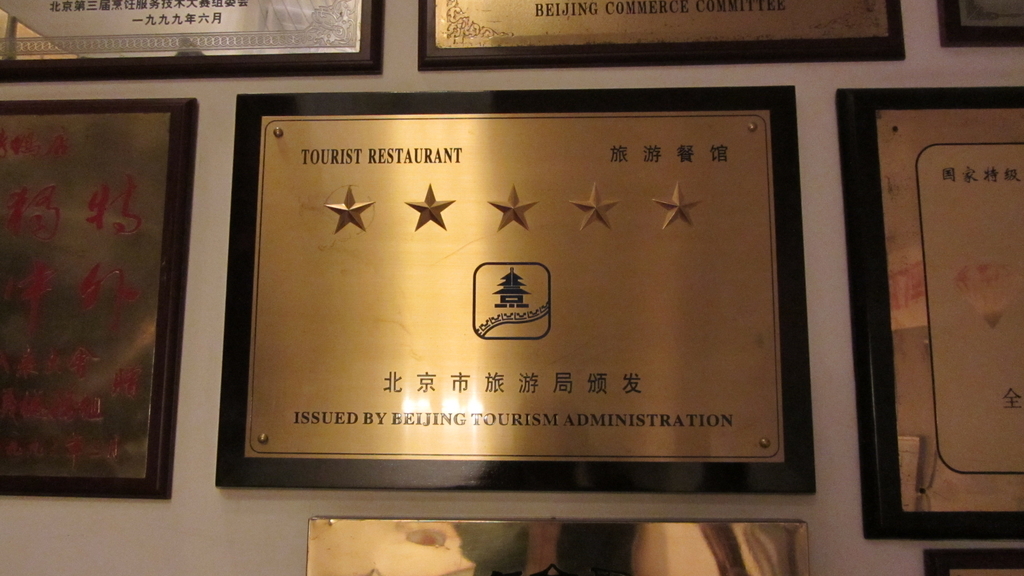 北京第三届烹饪服务技术大赛组委会
一九九九年六月
BEIJING COMMERCE COMMITTEE
TOURIST RESTAURANT 旅游餐馆
北京市旅游局颁发
ISSUED BY BEIJING TOURISM ADMINISTRATION
国家特级
全
特
外